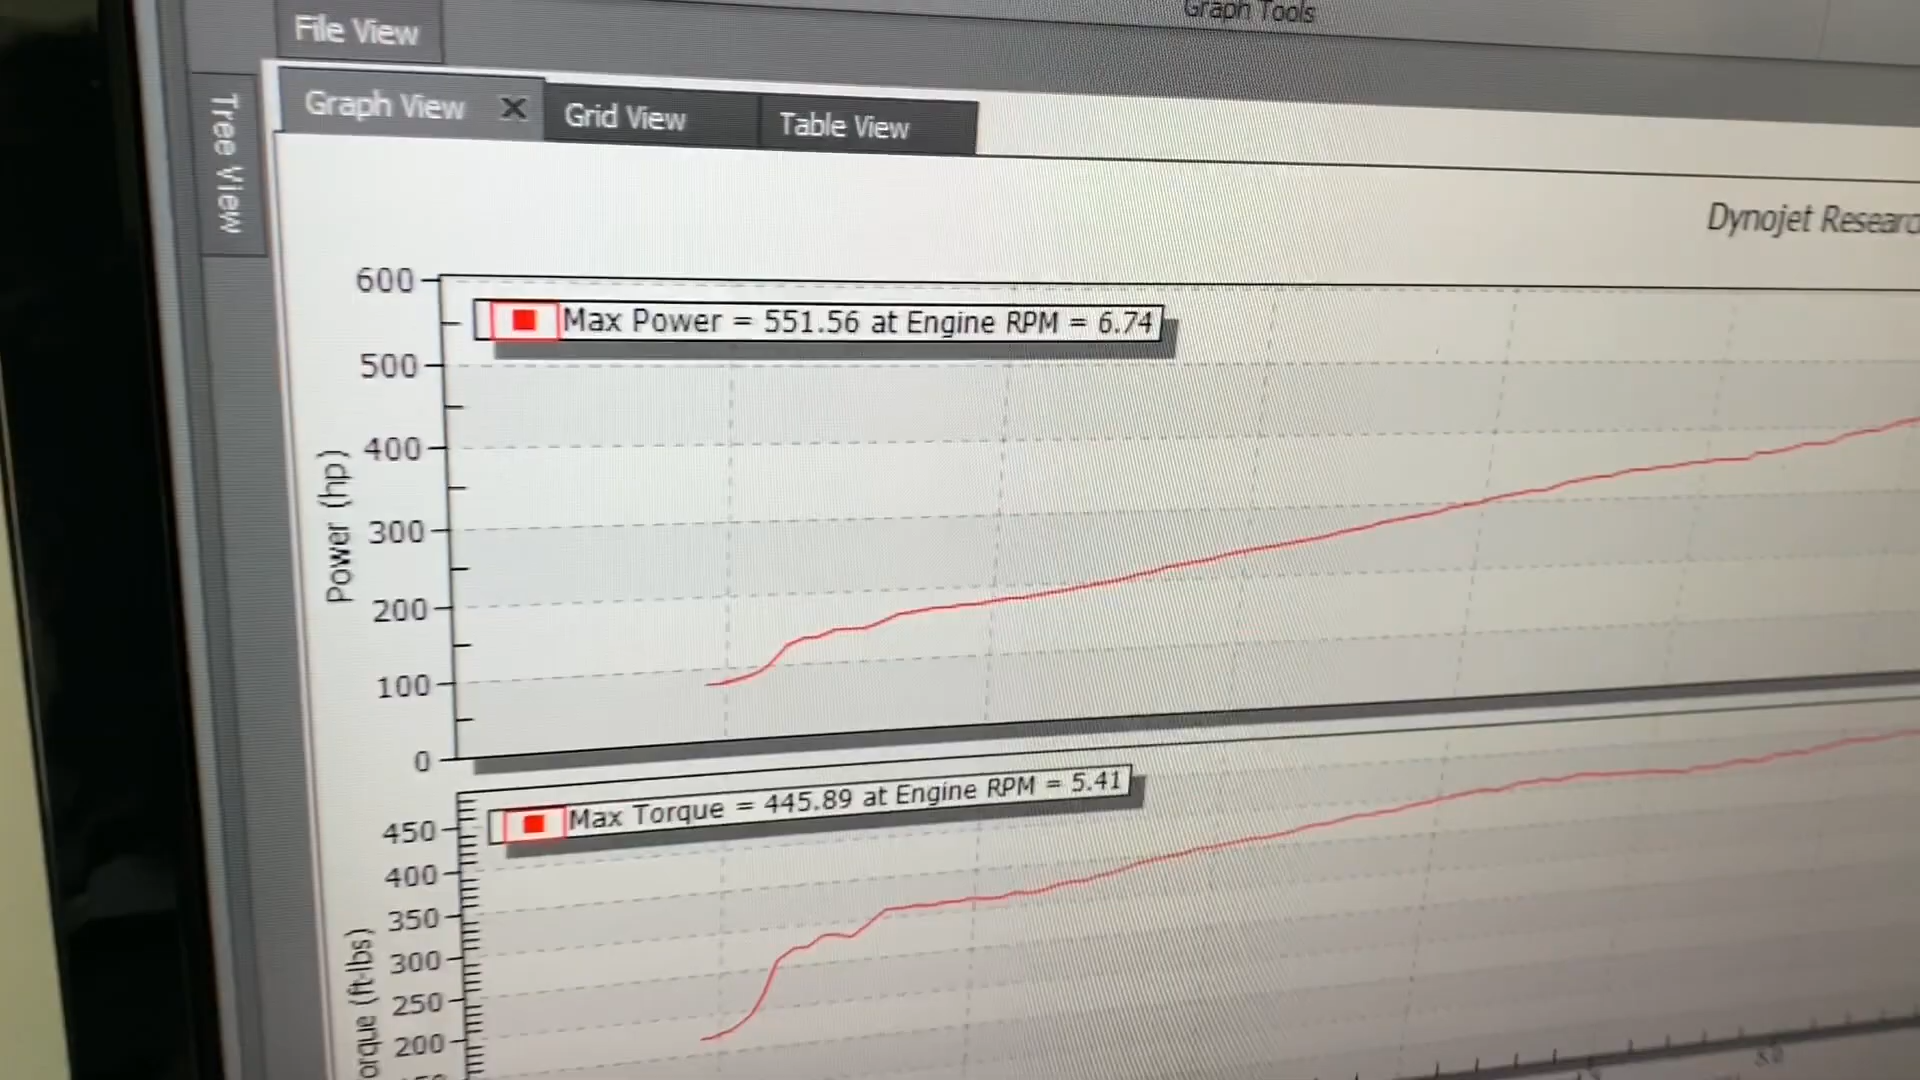 Graph Tools
File View
Tree View
Graph View
Grid View
Table View
Dynojet Researc
600
Max Power = 551.56 at Engine RPM = 6.74
500
400
300
200
100
0
Power (hp)
Max Torque = 445.89 at Engine RPM = 5.41
450
400
350
300
250
200
orque (ft-lbs)